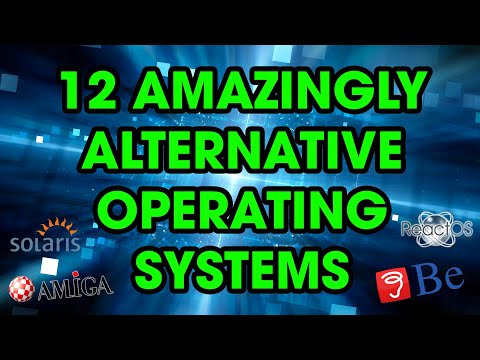 12 AMAZINGLY
ALTERNATIVE
OPERATING
SYSTEMS
SOLARIS
AMIGA
ReactOS
Be